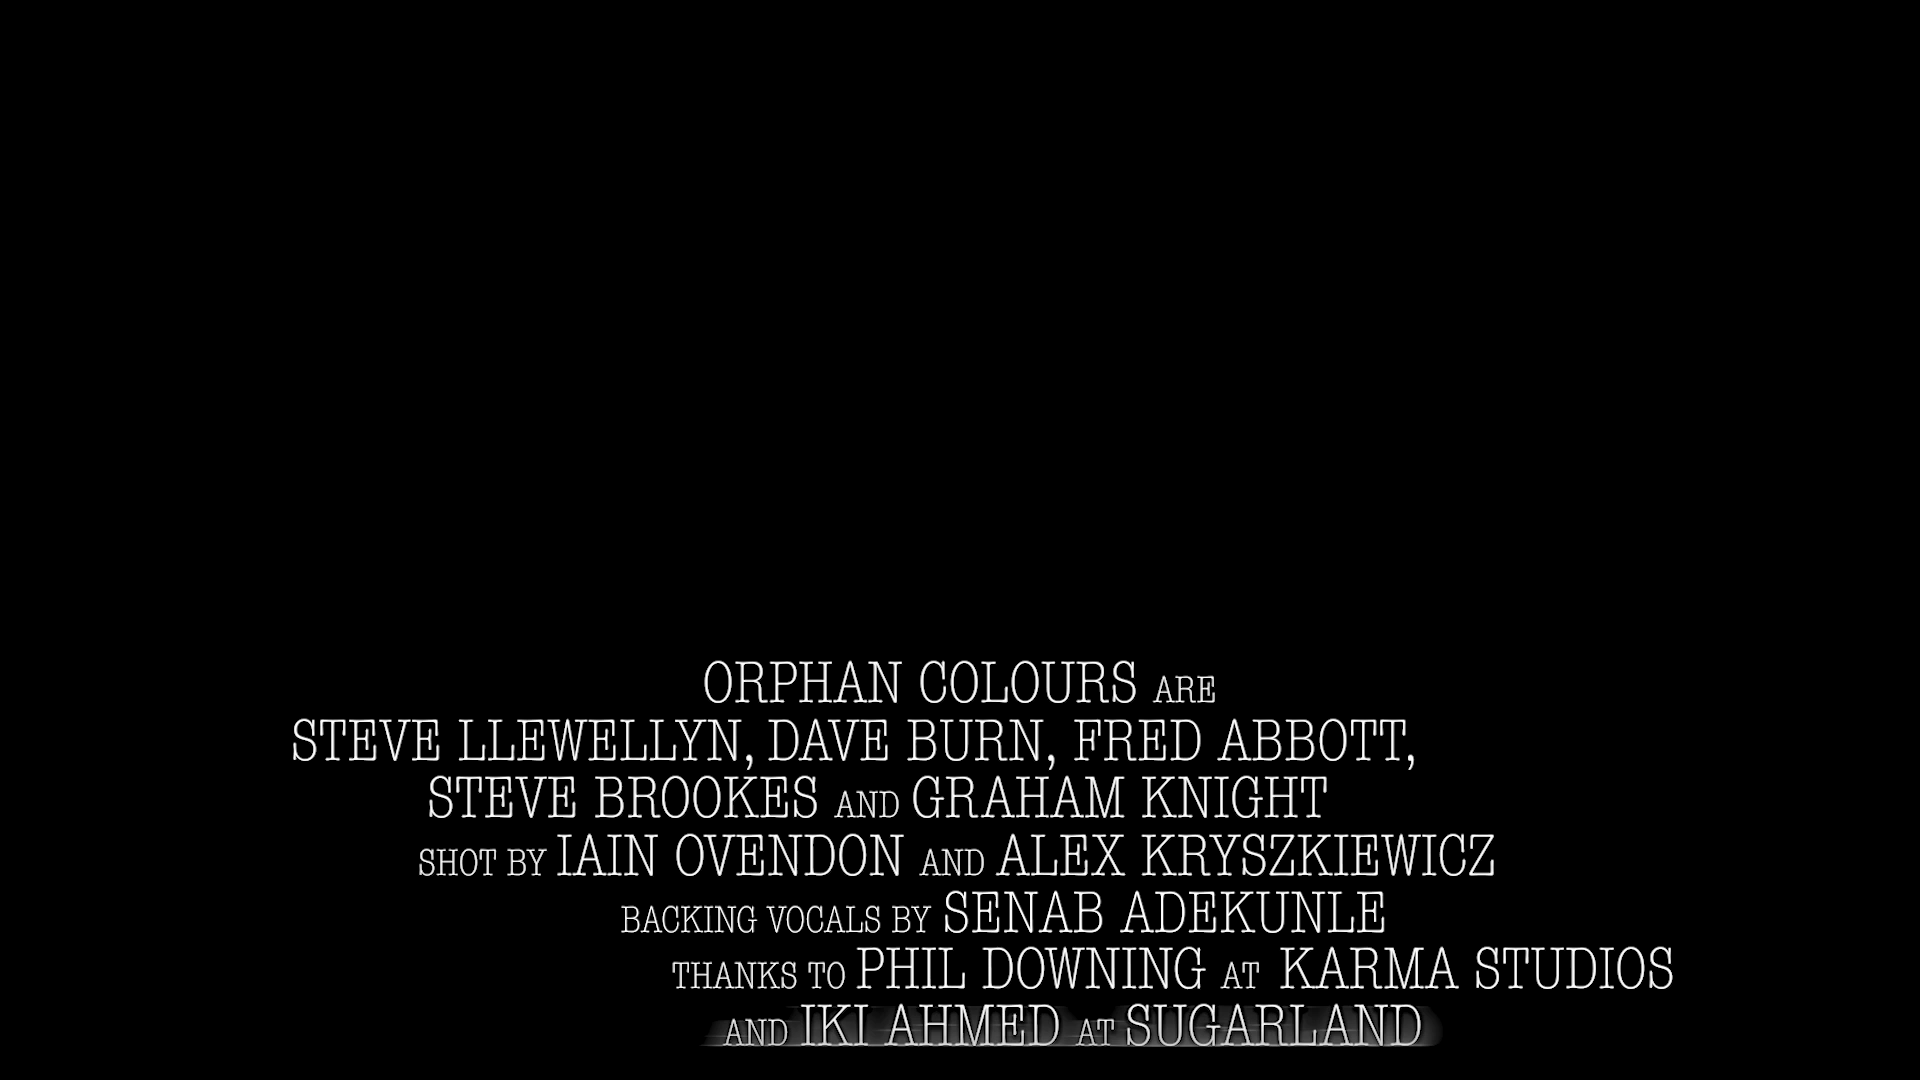 ORPHAN COLOURS ARE
STEVE LLEWELLYN, DAVE BURN, FRED ABBOTT,
STEVE BROOKES AND GRAHAM KNIGHT
SHOT BY IAIN OVENDON AND ALEX KRYSZKIEWICZ
BACKING VOCALS BY SENAB ADEKUNLE
THANKS TO PHIL DOWNING AT KARMA STUDIOS
AND IKI AHMED AT SUGARLAND